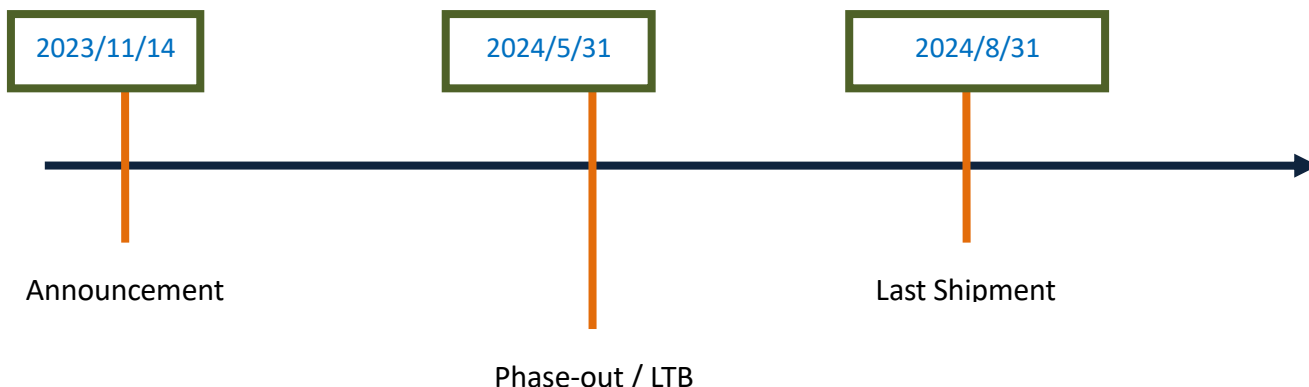 2023/11/14
2024/5/31
2024/8/31
Announcement
Last Shipment
Phase-out / LTB